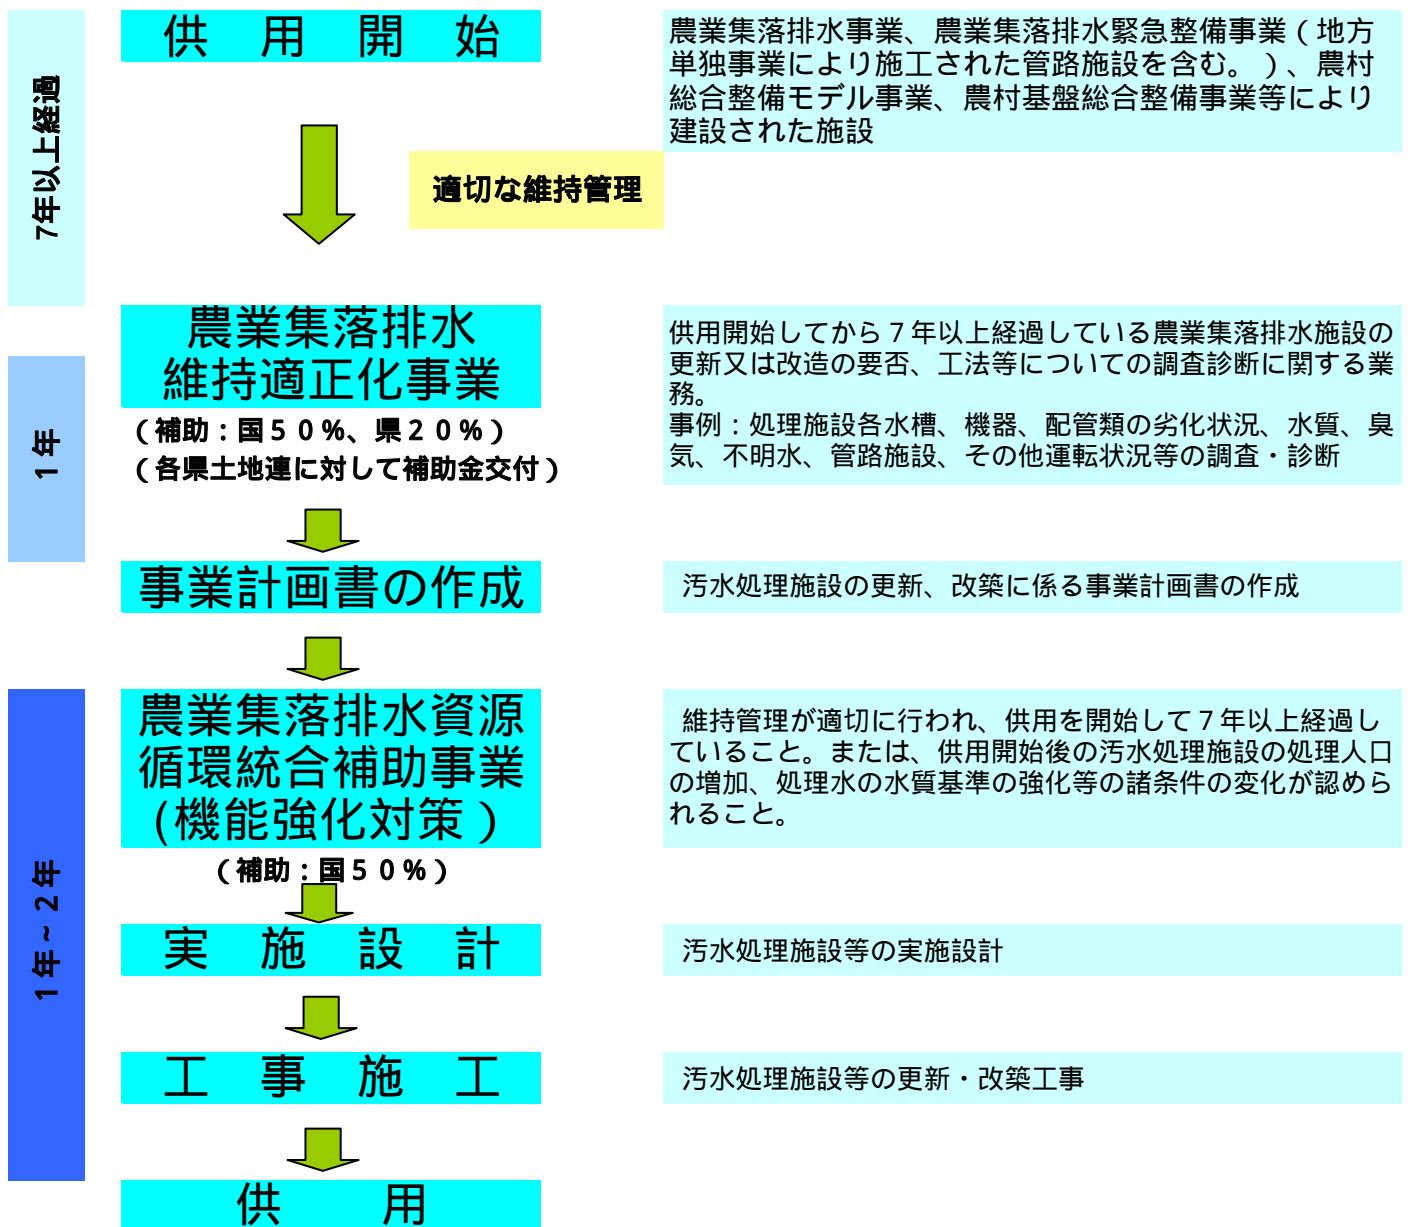 供用開始
農業集落排水事業、農業集落排水緊急整備事業（地方
単独事業により施工された管路施設を含む。）、農村
総合整備モデル事業、農村基盤総合整備事業等により
建設された施設
7年以上経過
適切な維持管理
農業集落排水
維持適正化事業
（補助：国５０％、県２０％）
（各県土地連に対して補助金交付）
供用開始してから７年以上経過している農業集落排水施設の
更新又は改造の要否、工法等についての調査診断に関する業
務。
事例：処理施設各水槽、機器、配管類の劣化状況、水質、臭
気、不明水、管路施設、その他運転状況等の調査・診断
１年
事業計画書の作成
汚水処理施設の更新、改築に係る事業計画書の作成
農業集落排水資源
循環統合補助事業
(機能強化対策）
（補助：国５０％）
維持管理が適切に行われ、供用を開始して７年以上経過し
ていること。または、供用開始後の汚水処理施設の処理人口
の増加、処理水の水質基準の強化等の諸条件の変化が認めら
れること。
１年～２年
実施設計
汚水処理施設等の実施設計
工事施工
汚水処理施設等の更新・改築工事
供用